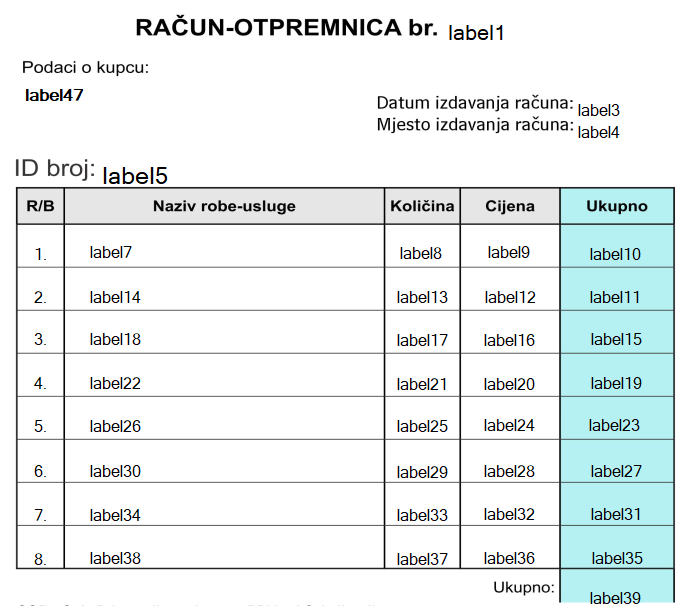 RAČUN-OTPREMNICA br. label1
Podaci o kupcu:
label47
Datum izdavanja računa: label3
Mjesto izdavanja računa: label4
ID broj: label5
R/B Naziv robe-usluge Količina Cijena Ukupno
1. label7 label8 label9 label10
2. label14 label13 label12 label11
3. label18 label17 label16 label15
4. label22 label21 label20 label19
5. label26 label25 label24 label23
6. label30 label29 label28 label27
7. label34 label33 label32 label31
8. label38 label37 label36 label35
Ukupno: label39